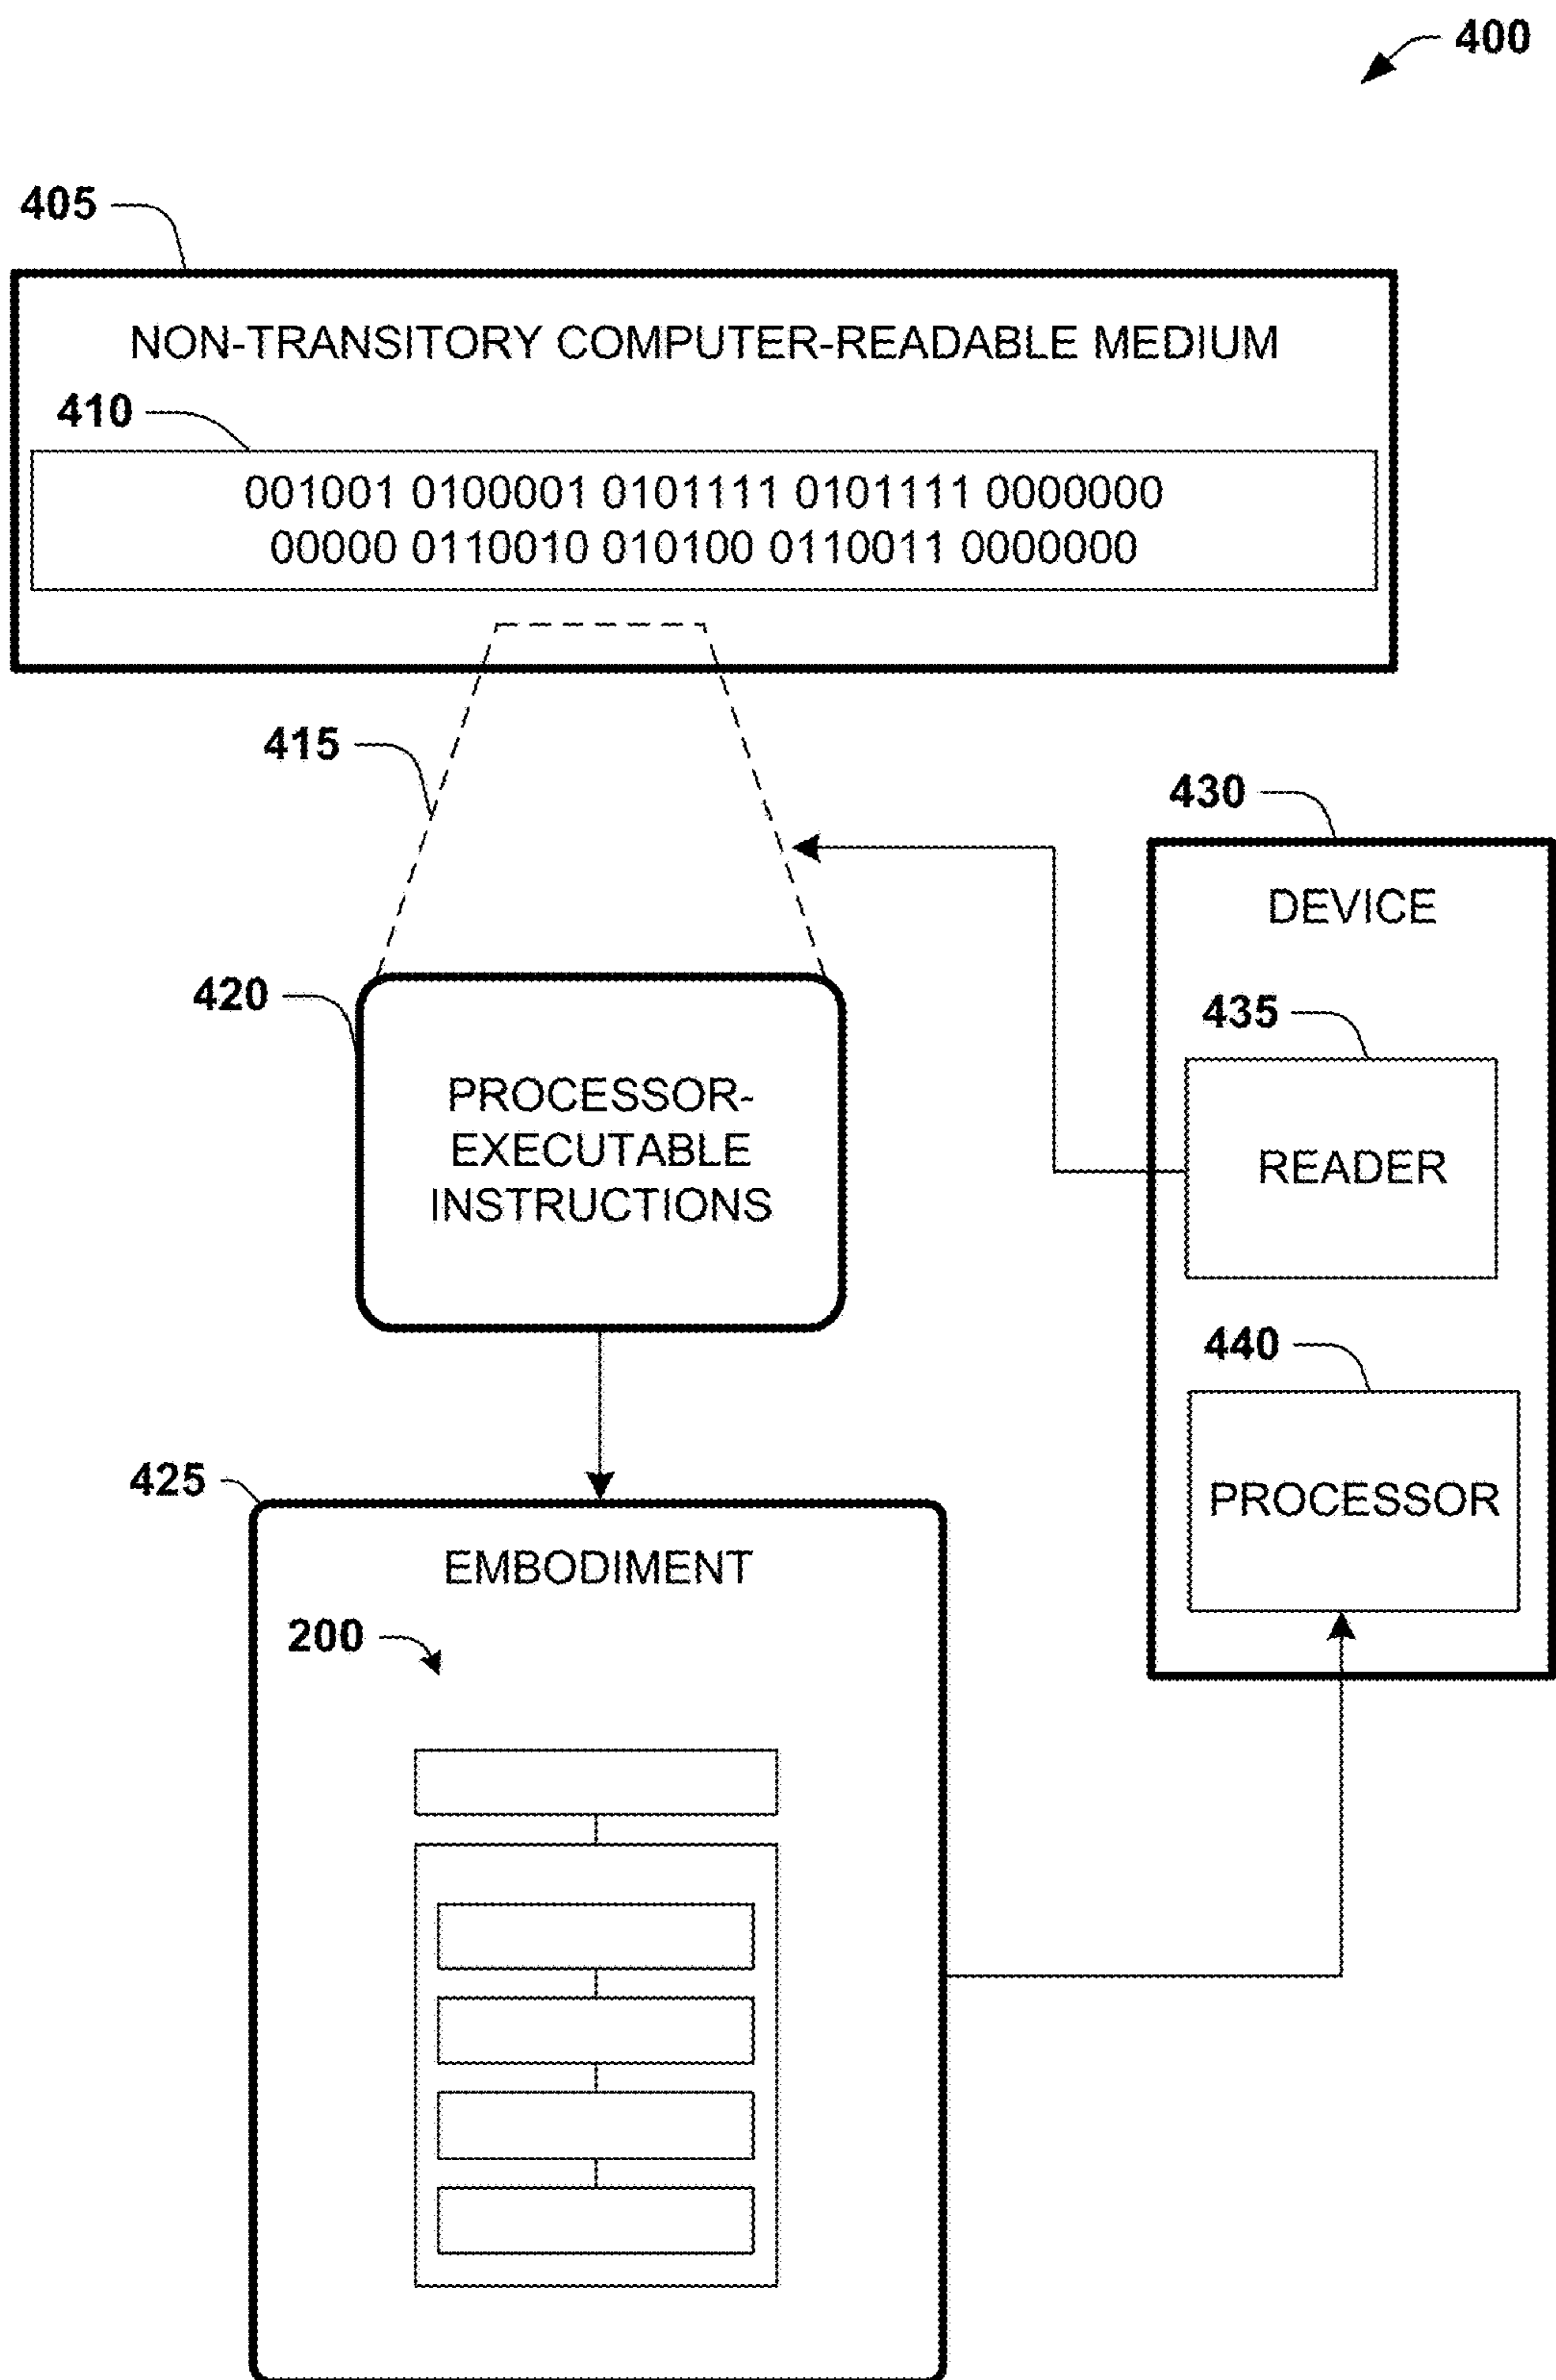 400
405
NON-TRANSITORY COMPUTER-READABLE MEDIUM
410
001001 0100001 0101111 0101111 0000000
00000 0110010 010100 0110011 0000000
415
430
DEVICE
420
435
PROCESSOR-
EXECUTABLE
INSTRUCTIONS
READER
440
425
PROCESSOR
EMBODIMENT
200